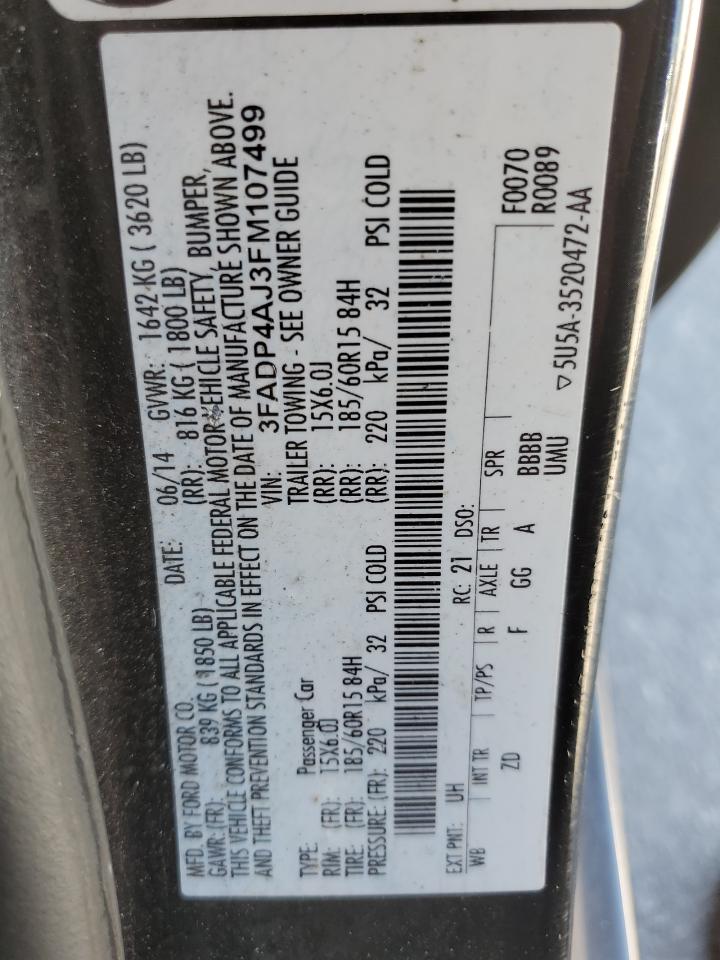 MFD. BY FORD MOTOR CO. DATE: 06/14 GVWR: 1642 KG ( 3620 LB)
GAWR: (FR): 839 KG ( 1850 LB) (RR): 816 KG ( 1800 LB)
THIS VEHICLE CONFORMS TO ALL APPLICABLE FEDERAL MOTOR VEHICLE SAFETY, BUMPER,
AND THEFT PREVENTION STANDARDS IN EFFECT ON THE DATE OF MANUFACTURE SHOWN ABOVE.
VIN: 3FADP4AJ3FM107499
TYPE: Passenger Car TRAILER TOWING - SEE OWNER GUIDE
RIM: (FR): 15X6.0J (RR): 15X6.0J
TIRE: (FR): 185/60R15 84H (RR): 185/60R15 84H
PRESSURE: (FR): 220 kPa/ 32 PSI COLD (RR): 220 kPa/ 32 PSI COLD
EXT PNT: UH RC: 21 DSO: F0070
WB INT TR TP/PS R AXLE TR SPR R0089
ZD F GG A BBBB
UMU
▽5U5A-3520472-AA